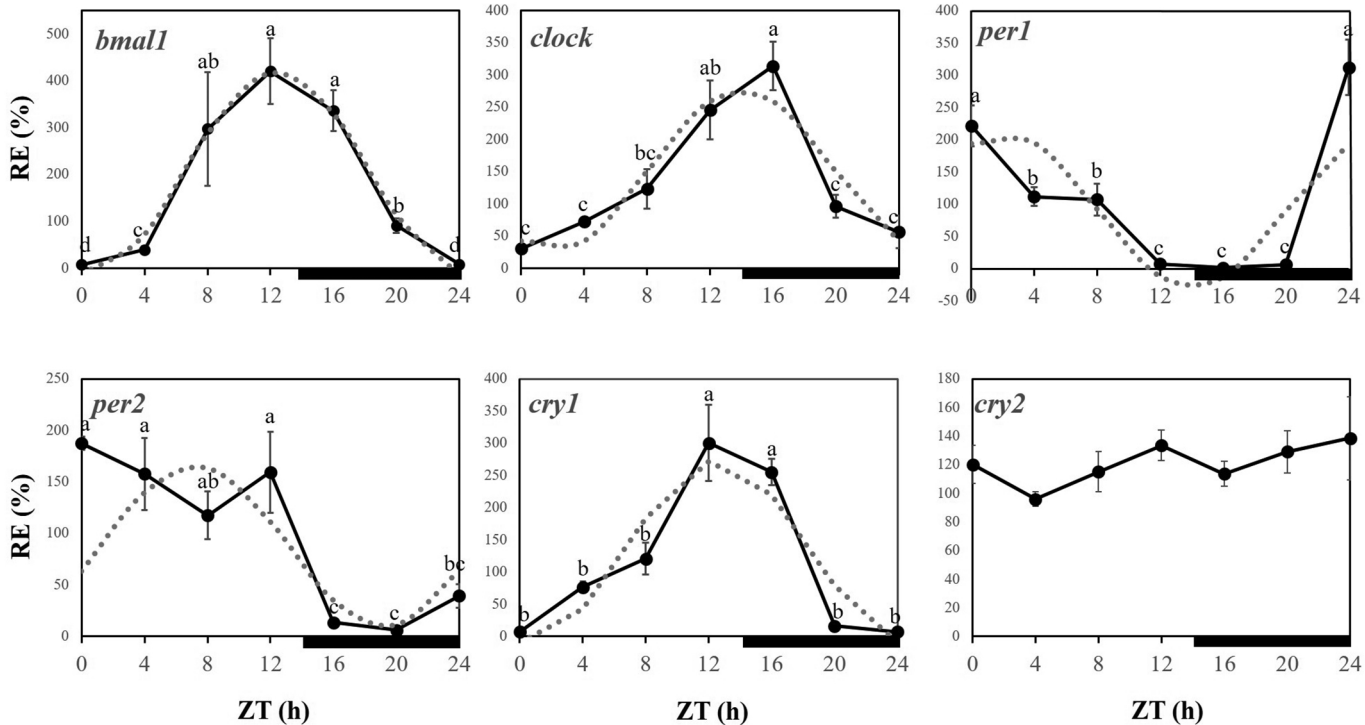 bmal1
RE (%)
500
400
300
200
100
0
d
c
ab
a
a
b
d
0 4 8 12 16 20 24
clock
400
350
300
250
200
150
100
50
0
c
c
bc
ab
a
c
c
0 4 8 12 16 20 24
per1
400
350
300
250
200
150
100
50
0
-50
a
b
b
c
c
c
a
0 4 8 12 16 20 24
per2
RE (%)
250
200
150
100
50
0
a
a
ab
a
c
c
bc
0 4 8 12 16 20 24
ZT (h)
cry1
400
350
300
250
200
150
100
50
0
b
b
b
a
a
b
b
0 4 8 12 16 20 24
ZT (h)
cry2
180
160
140
120
100
80
60
40
20
0
0 4 8 12 16 20 24
ZT (h)